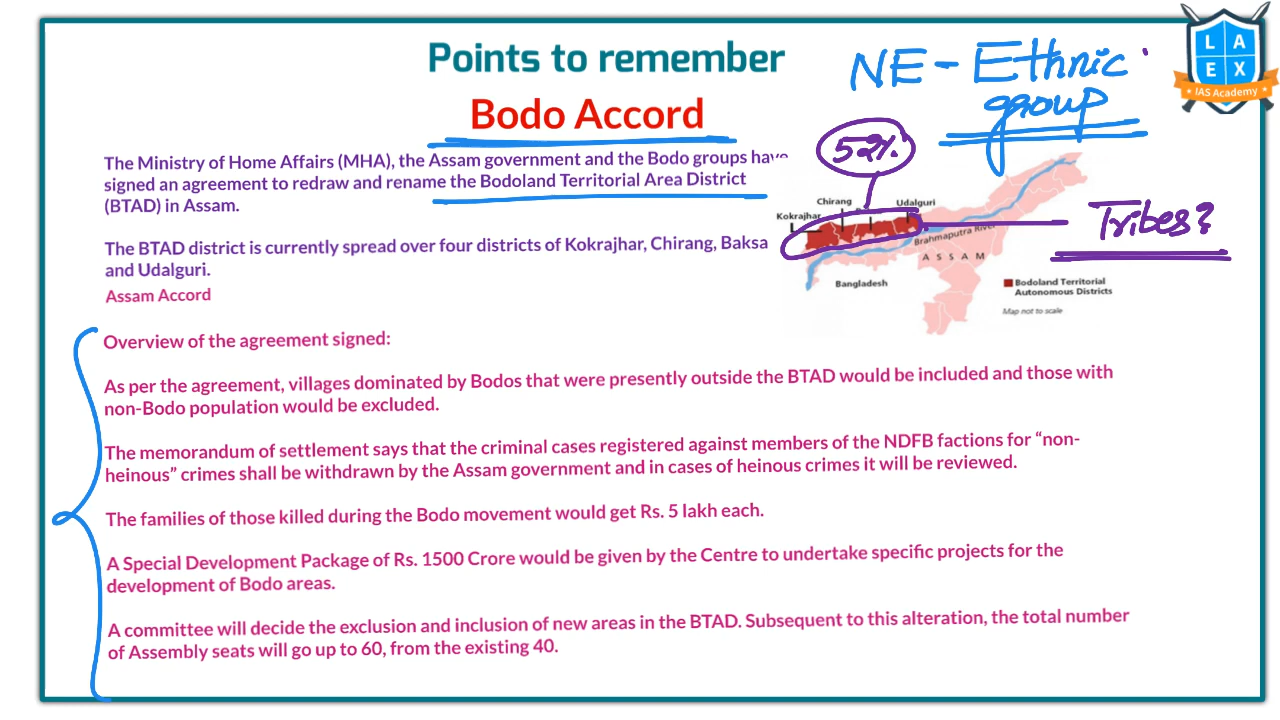 Points to remember
NE - Ethnic
group
L A
E X
IAS Academy
Bodo Accord
52%
The Ministry of Home Affairs (MHA), the Assam government and the Bodo groups have
signed an agreement to redraw and rename the Bodoland Territorial Area District
(BTAD) in Assam.
The BTAD district is currently spread over four districts of Kokrajhar, Chirang, Baksa
and Udalguri.
Assam Accord
Chirang
Udalguri
Kokrajhar
Tribes?
Brahmaputra River
ASSAM
Bangladesh
Bodoland Territorial
Autonomous Districts
Map not to scale
Overview of the agreement signed:
As per the agreement, villages dominated by Bodos that were presently outside the BTAD would be included and those with
non-Bodo population would be excluded.
The memorandum of settlement says that the criminal cases registered against members of the NDFB factions for “non-
heinous” crimes shall be withdrawn by the Assam government and in cases of heinous crimes it will be reviewed.
The families of those killed during the Bodo movement would get Rs. 5 lakh each.
A Special Development Package of Rs. 1500 Crore would be given by the Centre to undertake specific projects for the
development of Bodo areas.
A committee will decide the exclusion and inclusion of new areas in the BTAD. Subsequent to this alteration, the total number
of Assembly seats will go up to 60, from the existing 40.